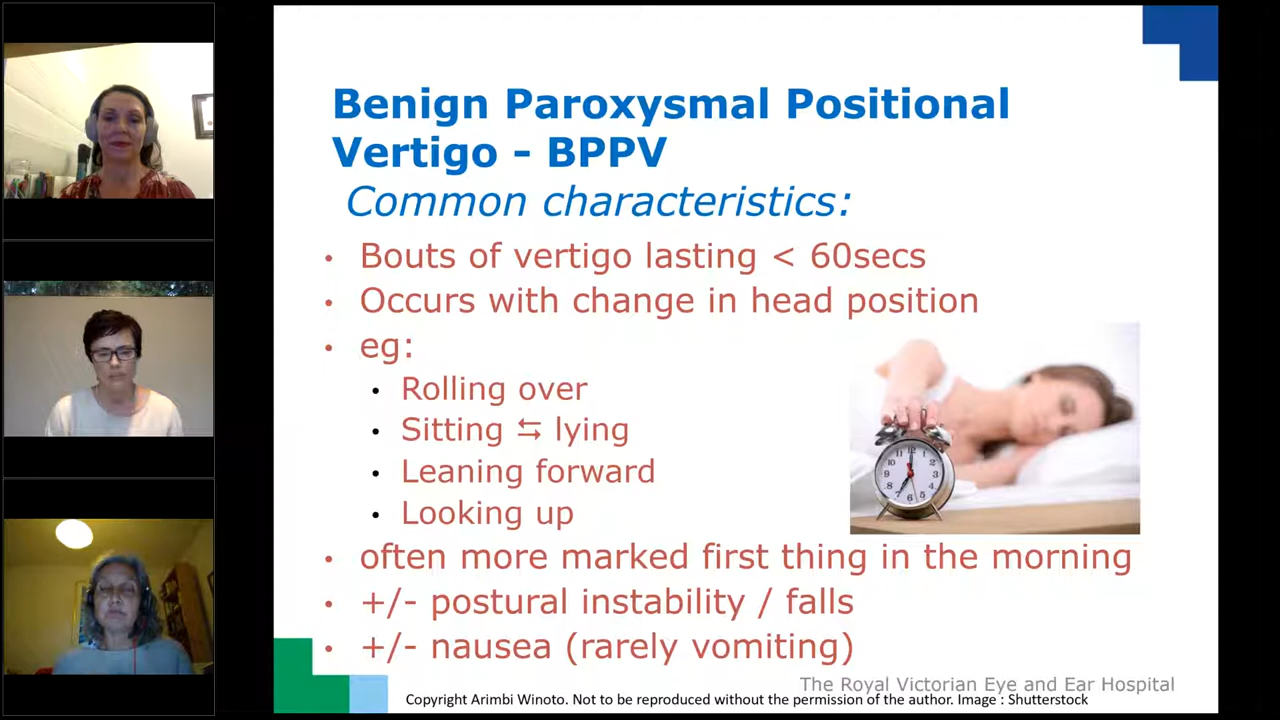 Benign Paroxysmal Positional
Vertigo - BPPV
Common characteristics:
• Bouts of vertigo lasting < 60secs
• Occurs with change in head position
• eg:
• Rolling over
• Sitting ⇆ lying
• Leaning forward
• Looking up
• often more marked first thing in the morning
• +/- postural instability / falls
• +/- nausea (rarely vomiting)
The Royal Victorian Eye and Ear Hospital
Copyright Arimbi Winoto. Not to be reproduced without the permission of the author. Image : Shutterstock